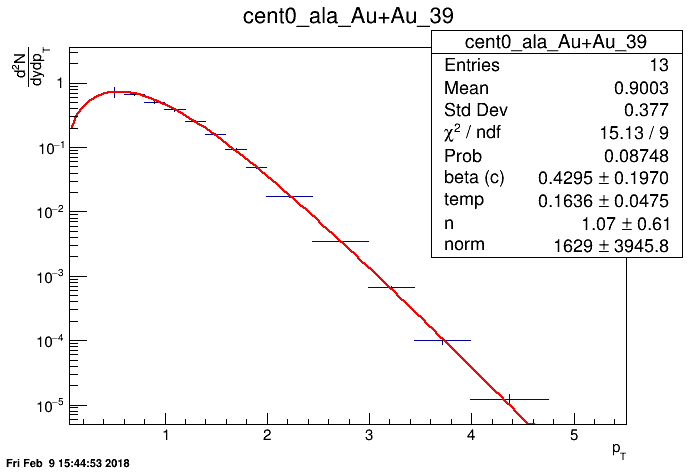 cent0_ala_Au+Au_39
cent0_ala_Au+Au_39
Entries 13
Mean 0.9003
Std Dev 0.377
χ² / ndf 15.13 / 9
Prob 0.08748
beta (c) 0.4295 ± 0.1970
temp 0.1636 ± 0.0475
n 1.07 ± 0.61
norm 1629 ± 3945.8
d²N
dydp_T
1
10⁻¹
10⁻²
10⁻³
10⁻⁴
10⁻⁵
1 2 3 4 5
p_T
Fri Feb 9 15:44:53 2018